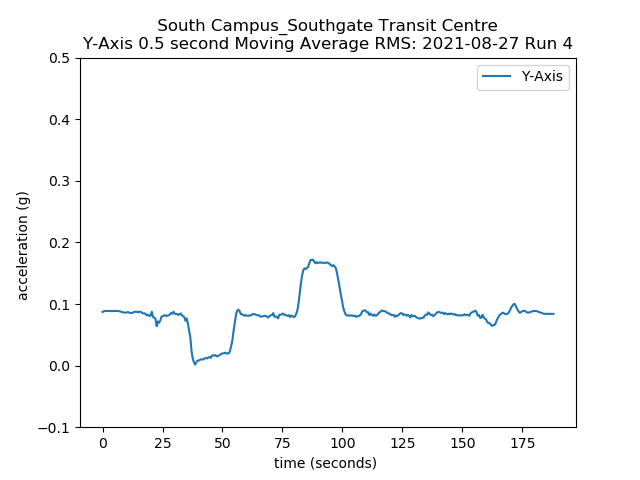 South Campus_Southgate Transit Centre
Y-Axis 0.5 second Moving Average RMS: 2021-08-27 Run 4
Y-Axis
0.5
0.4
0.3
0.2
0.1
0.0
−0.1
acceleration (g)
0 25 50 75 100 125 150 175
time (seconds)